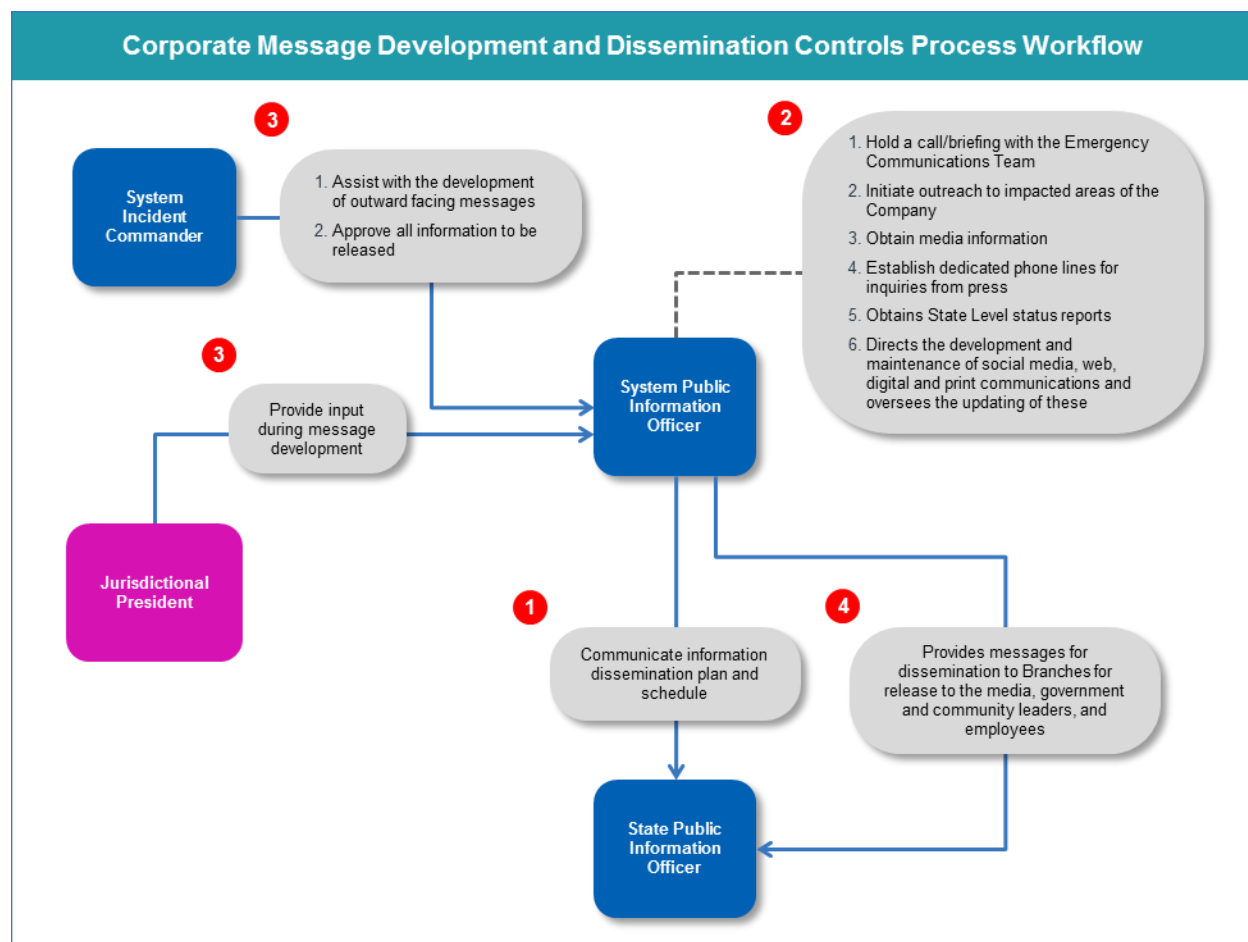 Corporate Message Development and Dissemination Controls Process Workflow
3
System
Incident
Commander
1. Assist with the development
of outward facing messages
2. Approve all information to be
released
2
1. Hold a call/briefing with the Emergency
Communications Team
2. Initiate outreach to impacted areas of the
Company
3. Obtain media information
4. Establish dedicated phone lines for
inquiries from press
5. Obtains State Level status reports
6. Directs the development and
maintenance of social media, web,
digital and print communications and
oversees the updating of these
3
Provide input
during message
development
System Public
Information
Officer
Jurisdictional
President
1
Communicate information
dissemination plan and
schedule
4
Provides messages for
dissemination to Branches for
release to the media, government
and community leaders, and
employees
State Public
Information
Officer